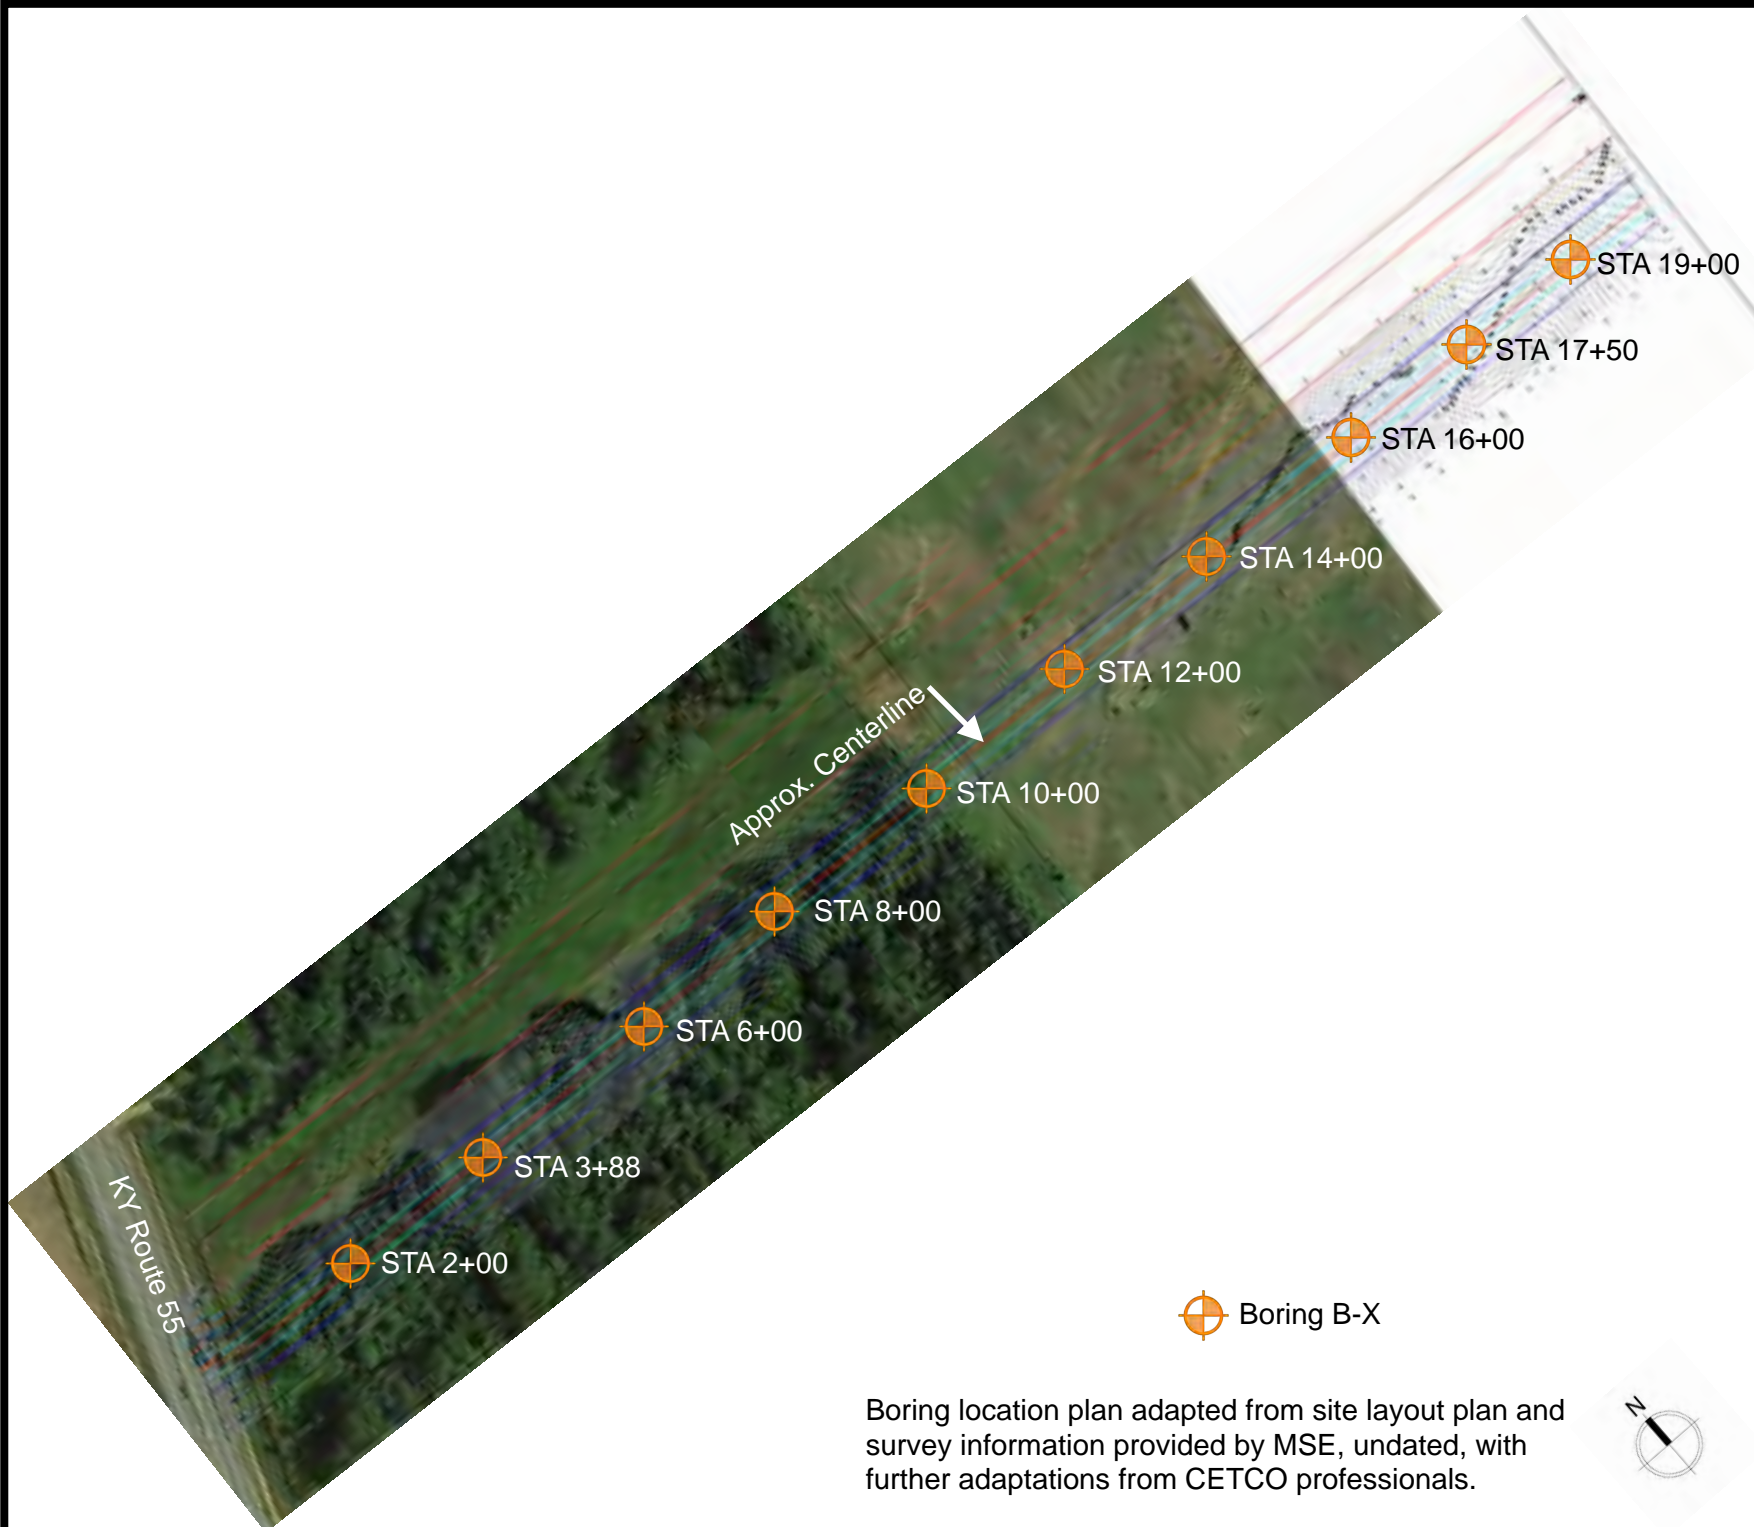 STA 19+00
STA 17+50
STA 16+00
STA 14+00
STA 12+00
Approx. Centerline
STA 10+00
STA 8+00
STA 6+00
STA 3+88
KY Route 55
STA 2+00
Boring B-X
Boring location plan adapted from site layout plan and
survey information provided by MSE, undated, with
further adaptations from CETCO professionals.
N